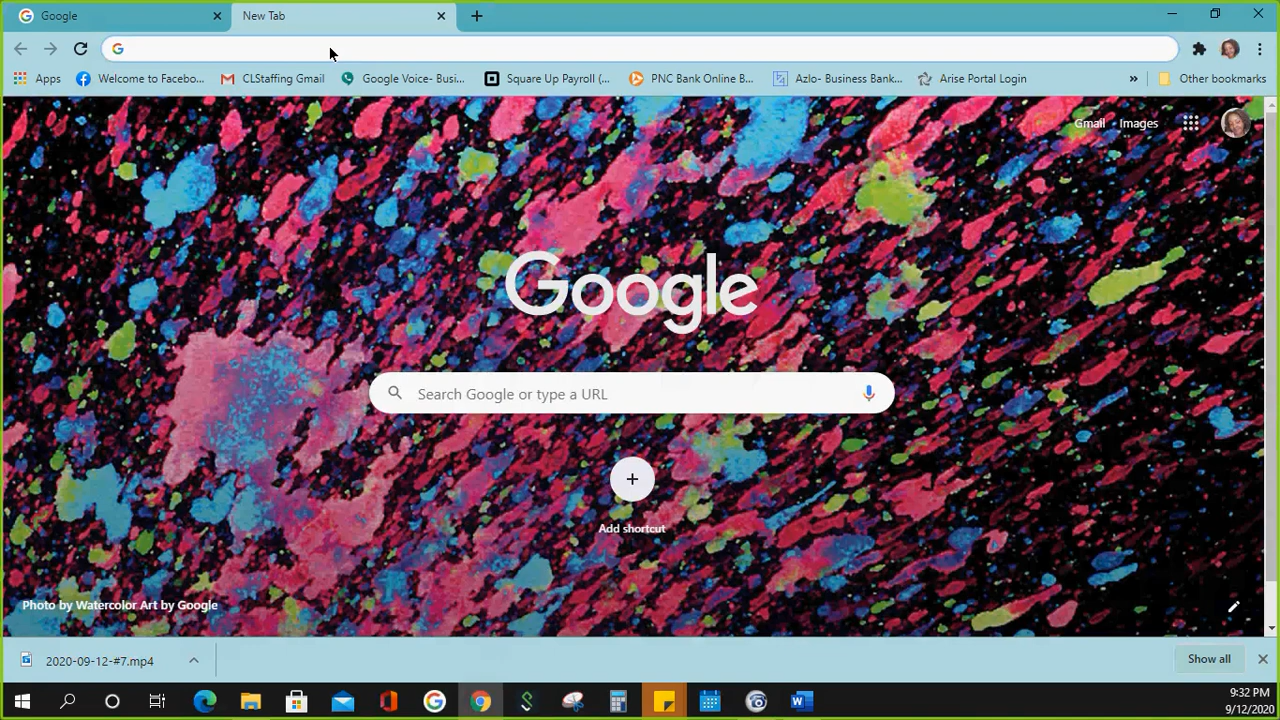 Google
New Tab
Apps
Welcome to Facebo...
CLStaffing Gmail
Google Voice- Busi...
Square Up Payroll (...
PNC Bank Online B...
Azlo- Business Bank...
Arise Portal Login
»
Other bookmarks
Gmail
Images
Google
Search Google or type a URL
Add shortcut
Photo by Watercolor Art by Google
2020-09-12-#7.mp4
Show all
9:32 PM
9/12/2020